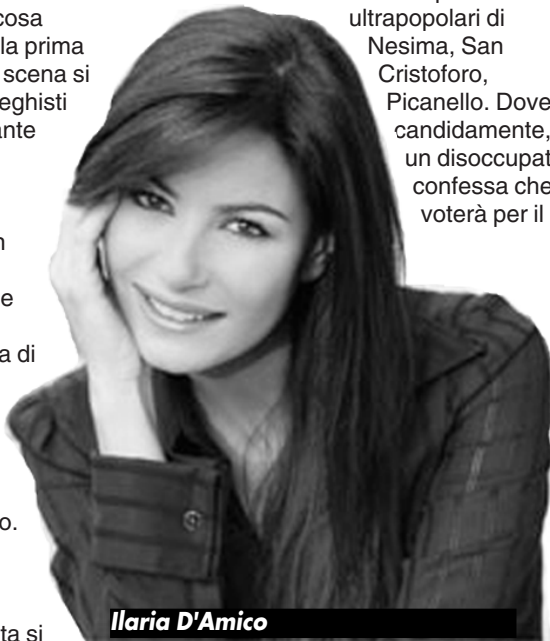 cosa
la prima
scena si
eghisti
ante
n
e
a di
o.
ta si
ultrapopolari di
Nesima, San
Cristoforo,
Picanello. Dove
candidamente,
un disoccupat
confessa che
voterà per il
Ilaria D'Amico